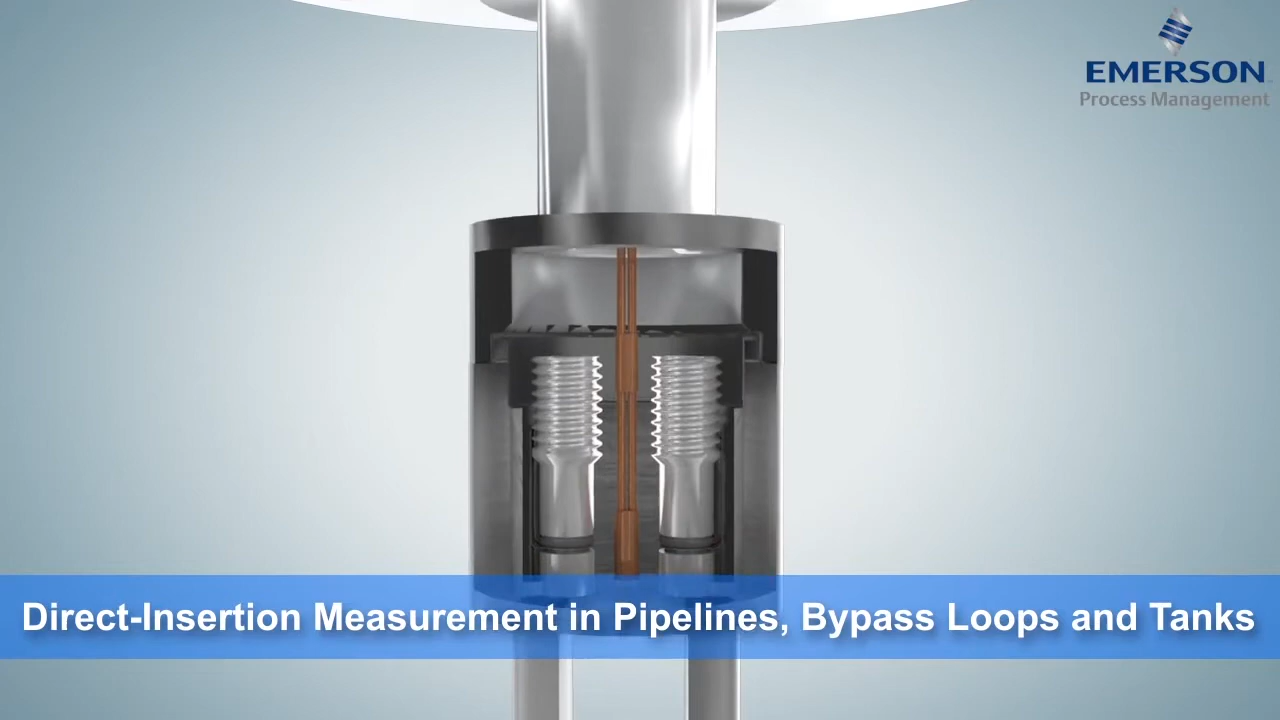 EMERSON
Process Management
Direct-Insertion Measurement in Pipelines, Bypass Loops and Tanks